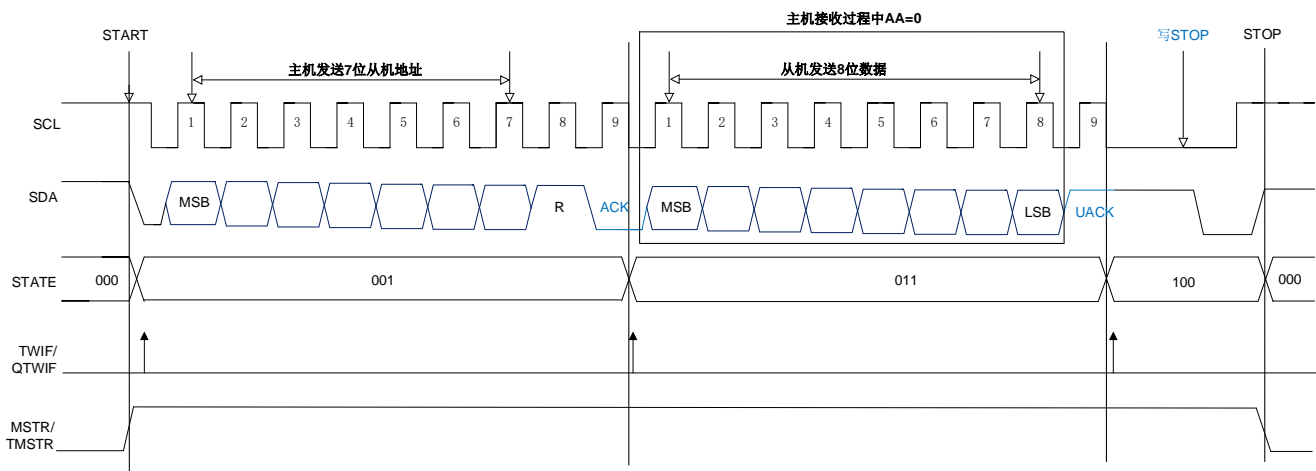 主机接收过程中AA=0
START
写STOP
STOP
主机发送7位从机地址
从机发送8位数据
SCL
1 2 3 4 5 6 7 8 9 1 2 3 4 5 6 7 8 9
SDA
MSB R ACK MSB LSB UACK
STATE
000 001 011 100 000
TWIF/
QTWIF
MSTR/
TMSTR